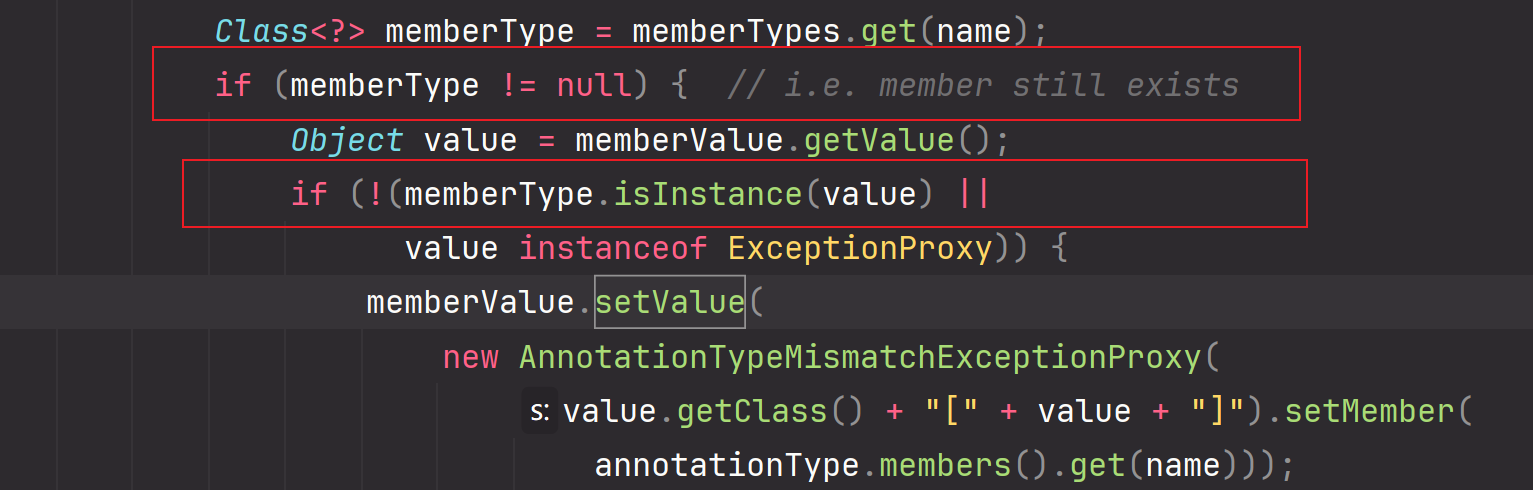 Class<?> memberType = memberTypes.get(name);
if (memberType != null) {  // i.e. member still exists
Object value = memberValue.getValue();
if (!(memberType.isInstance(value) ||
value instanceof ExceptionProxy)) {
memberValue.setValue(
new AnnotationTypeMismatchExceptionProxy(
s: value.getClass() + "[" + value + "]").setMember(
annotationType.members().get(name)));